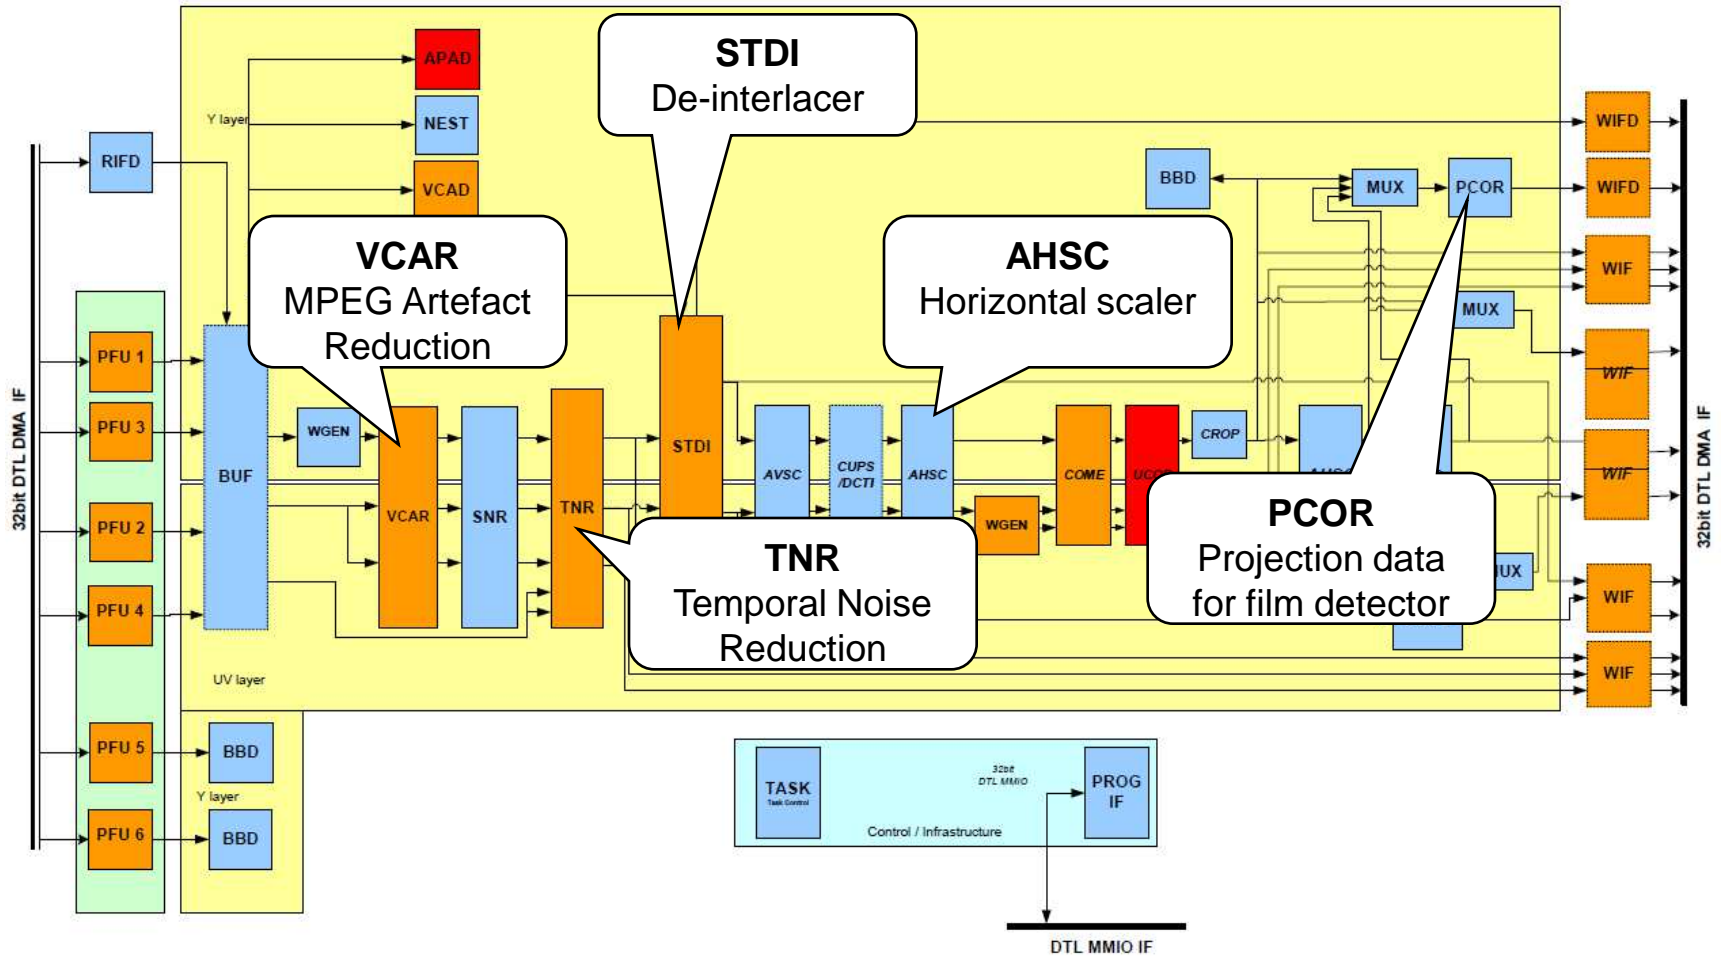 STDI
De-interlacer
APAD
Y layer
NEST
WIFD
RIFD
VCAD
BBD
MUX
PCOR
WIFD
VCAR
MPEG Artefact
Reduction
AHSC
Horizontal scaler
WIF
MUX
PFU 1
WIF
PFU 3
WGEN
BUF
VCAR
SNR
TNR
STDI
AVSC
CUPS
/DCTI
AHSC
WGEN
COME
CROP
WIF
32bit DTL DMA IF
32bit DTL DMA IF
PFU 2
TNR
Temporal Noise
Reduction
PCOR
Projection data
for film detector
PFU 4
WIF
UV layer
WIF
PFU 5
BBD
Y layer
PFU 6
BBD
TASK
Task Control
32bit
DTL MMIO
PROG
IF
Control / Infrastructure
DTL MMIO IF